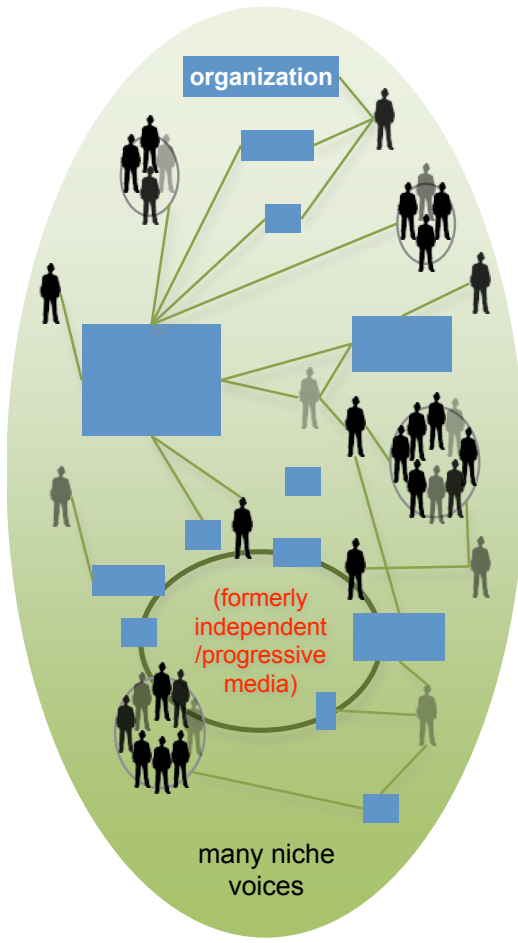 organization
(formerly
independent
/progressive
media)
many niche
voices